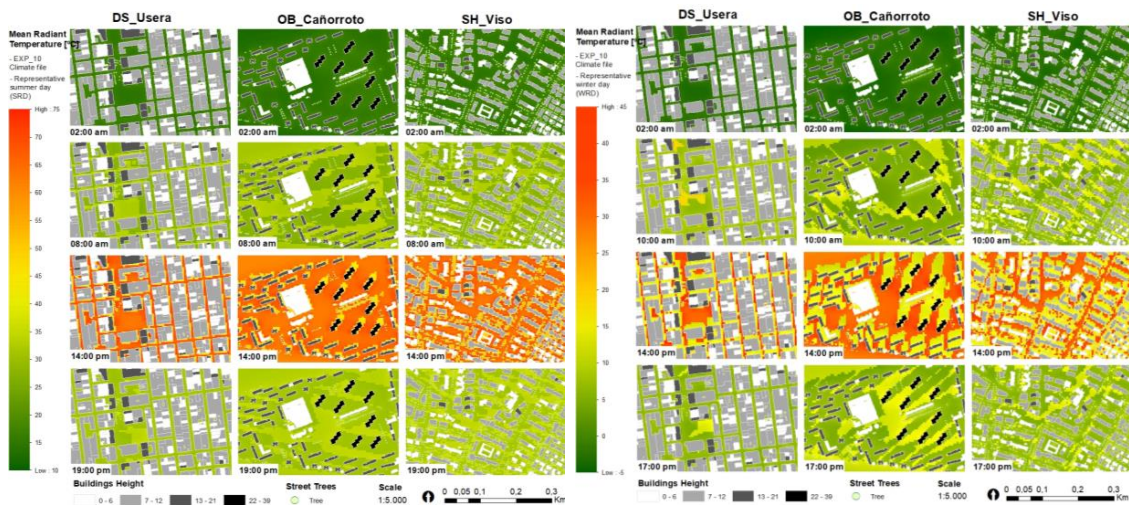 DS_Usera OB_Cañorroto SH_Viso
Mean Radiant
Temperature [°C]
- EXP_10
Climate file
- Representative
summer day
(SRD)
High : 75
70
65
60
55
50
45
40
35
30
25
20
15
Low : 10
02:00 am 02:00 am 02:00 am
08:00 am 08:00 am 08:00 am
14:00 pm 14:00 pm 14:00 pm
19:00 pm 19:00 pm 19:00 pm
Buildings Height Street Trees Scale
0 - 6 7 - 12 13 - 21 22 - 39 Tree 1:5.000
0 0,05 0,1 0,2 0,3
Km
DS_Usera OB_Cañorroto SH_Viso
Mean Radiant
Temperature [°C]
- EXP_10
Climate file
- Representative
winter day
(WRD)
High : 45
40
35
30
25
20
15
10
5
0
Low : -5
02:00 am 02:00 am 02:00 am
10:00 am 10:00 am 10:00 am
14:00 pm 14:00 pm 14:00 pm
17:00 pm 17:00 pm 17:00 pm
Buildings Height Street Trees Scale
0 - 6 7 - 12 13 - 21 22 - 39 Tree 1:5.000
0 0,05 0,1 0,2 0,3
Km